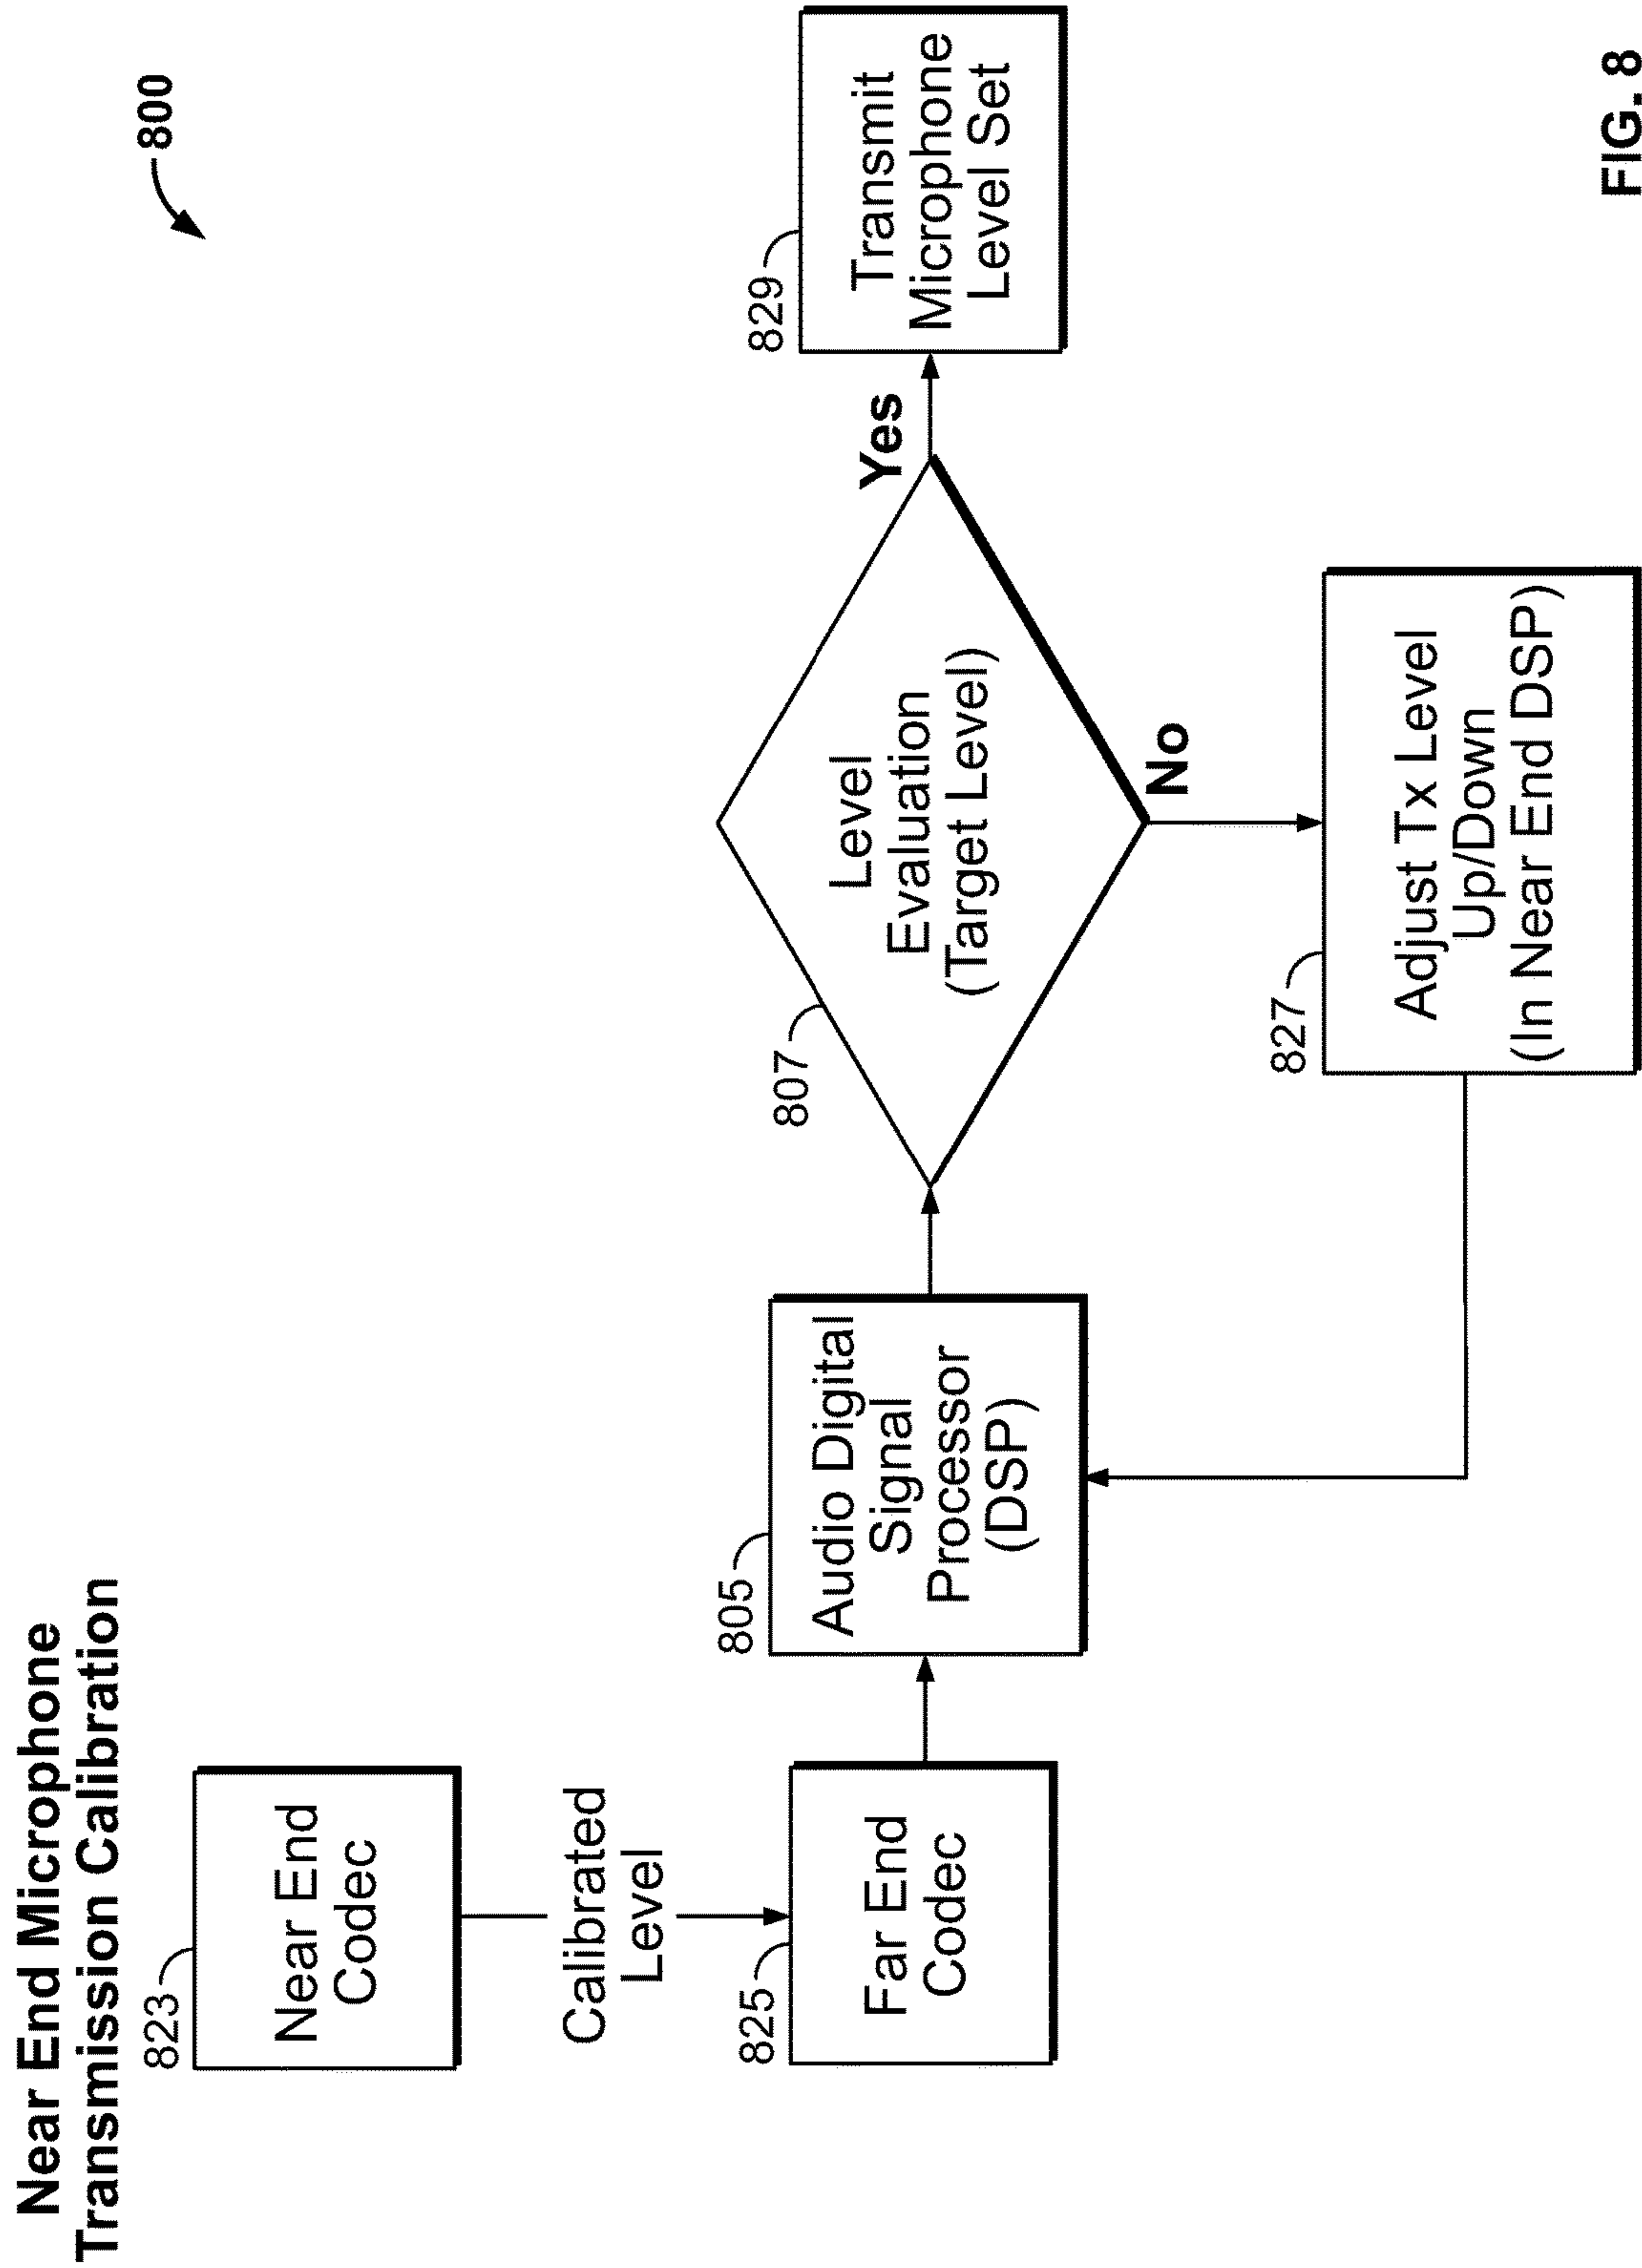 Near End Microphone
Transmission Calibration
800
823
Near End
Codec
Calibrated
Level
825
Far End
Codec
805
Audio Digital
Signal
Processor
(DSP)
807
Level
Evaluation
(Target Level)
Yes
829
Transmit
Microphone
Level Set
No
827
Adjust Tx Level
Up/Down
(In Near End DSP)
FIG. 8